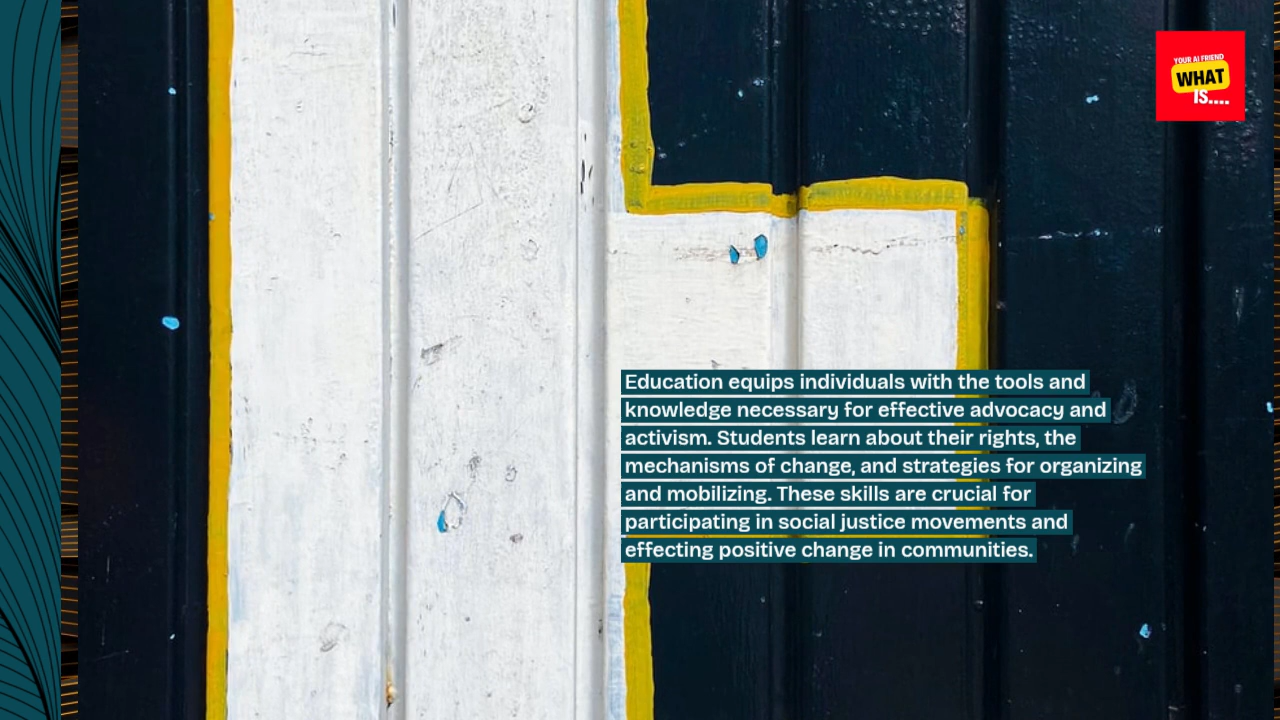 YOUR AI FRIEND
WHAT
IS....
Education equips individuals with the tools and
knowledge necessary for effective advocacy and
activism. Students learn about their rights, the
mechanisms of change, and strategies for organizing
and mobilizing. These skills are crucial for
participating in social justice movements and
effecting positive change in communities.